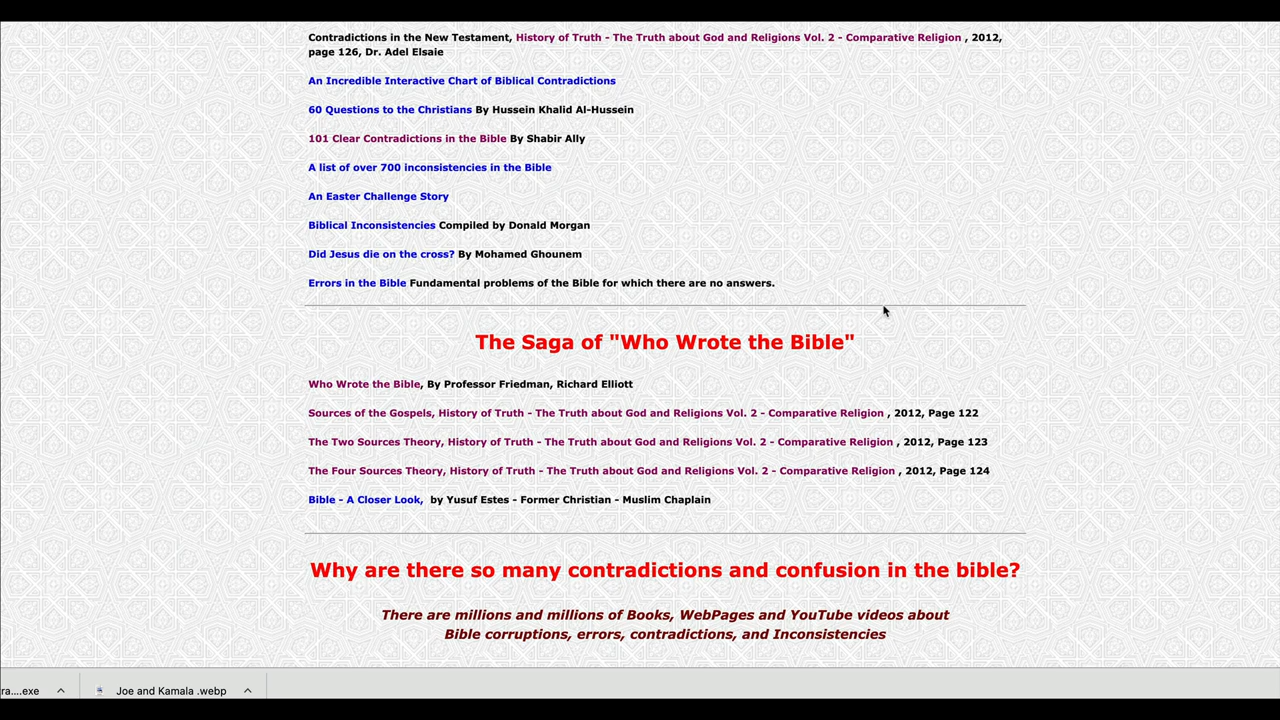 Contradictions in the New Testament, History of Truth - The Truth about God and Religions Vol. 2 - Comparative Religion , 2012,
page 126, Dr. Adel Elsaie
An Incredible Interactive Chart of Biblical Contradictions
60 Questions to the Christians By Hussein Khalid Al-Hussein
101 Clear Contradictions in the Bible By Shabir Ally
A list of over 700 inconsistencies in the Bible
An Easter Challenge Story
Biblical Inconsistencies Compiled by Donald Morgan
Did Jesus die on the cross? By Mohamed Ghounem
Errors in the Bible Fundamental problems of the Bible for which there are no answers.
The Saga of "Who Wrote the Bible"
Who Wrote the Bible, By Professor Friedman, Richard Elliott
Sources of the Gospels, History of Truth - The Truth about God and Religions Vol. 2 - Comparative Religion , 2012, Page 122
The Two Sources Theory, History of Truth - The Truth about God and Religions Vol. 2 - Comparative Religion , 2012, Page 123
The Four Sources Theory, History of Truth - The Truth about God and Religions Vol. 2 - Comparative Religion , 2012, Page 124
Bible - A Closer Look, by Yusuf Estes - Former Christian - Muslim Chaplain
Why are there so many contradictions and confusion in the bible?
There are millions and millions of Books, WebPages and YouTube videos about
Bible corruptions, errors, contradictions, and Inconsistencies
ra....exe
Joe and Kamala .webp